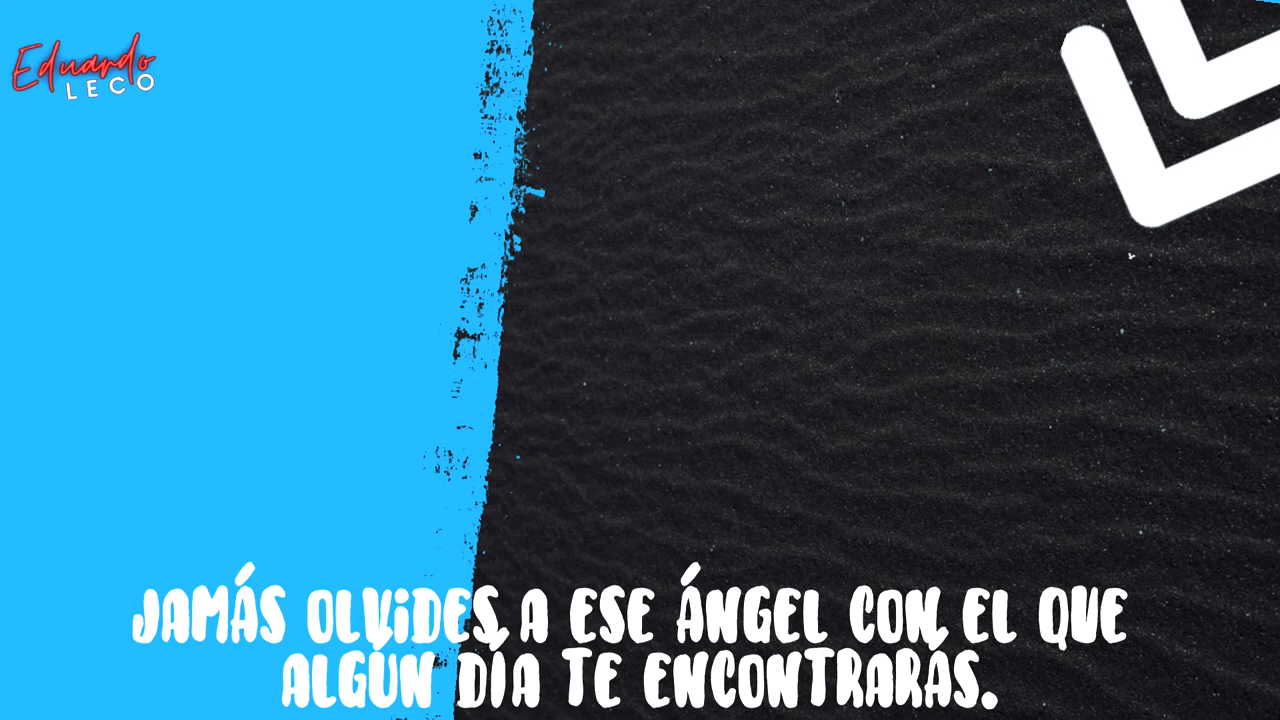 Eduardo
LECO
JAMÁS OLViDES A ESE ÁNGEL CON EL QUE
ALGÚN DÍA TE ENCONTRARÁS.